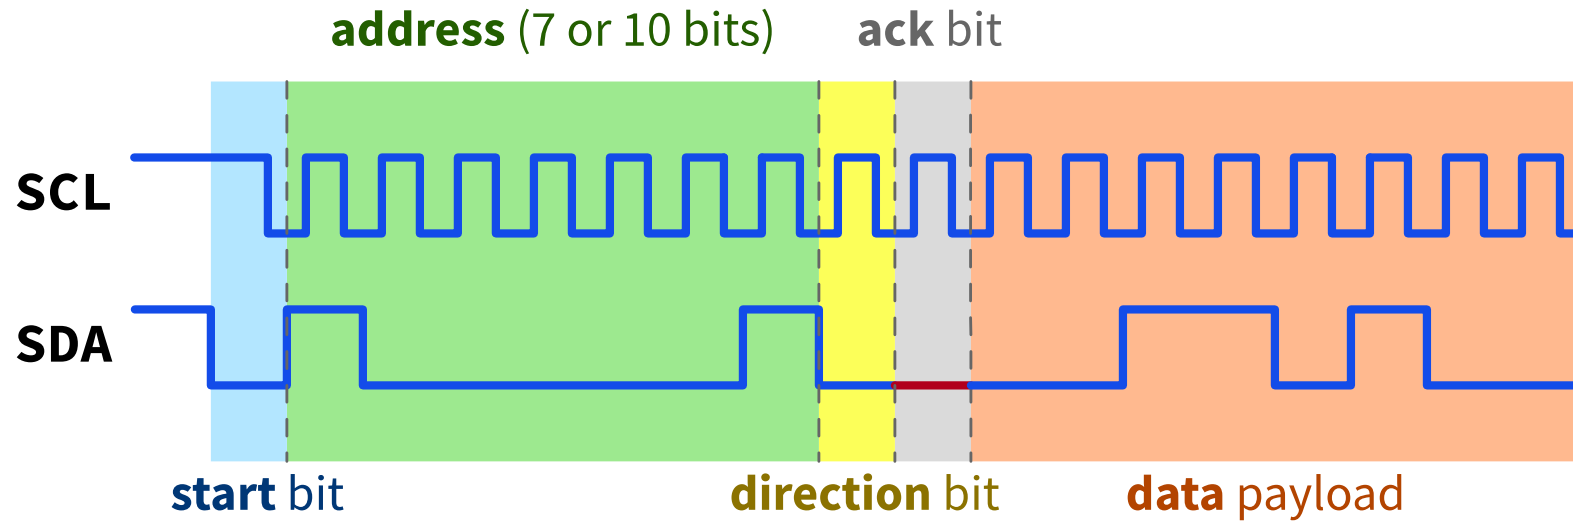 address (7 or 10 bits)
ack bit
SCL
SDA
start bit
direction bit
data payload